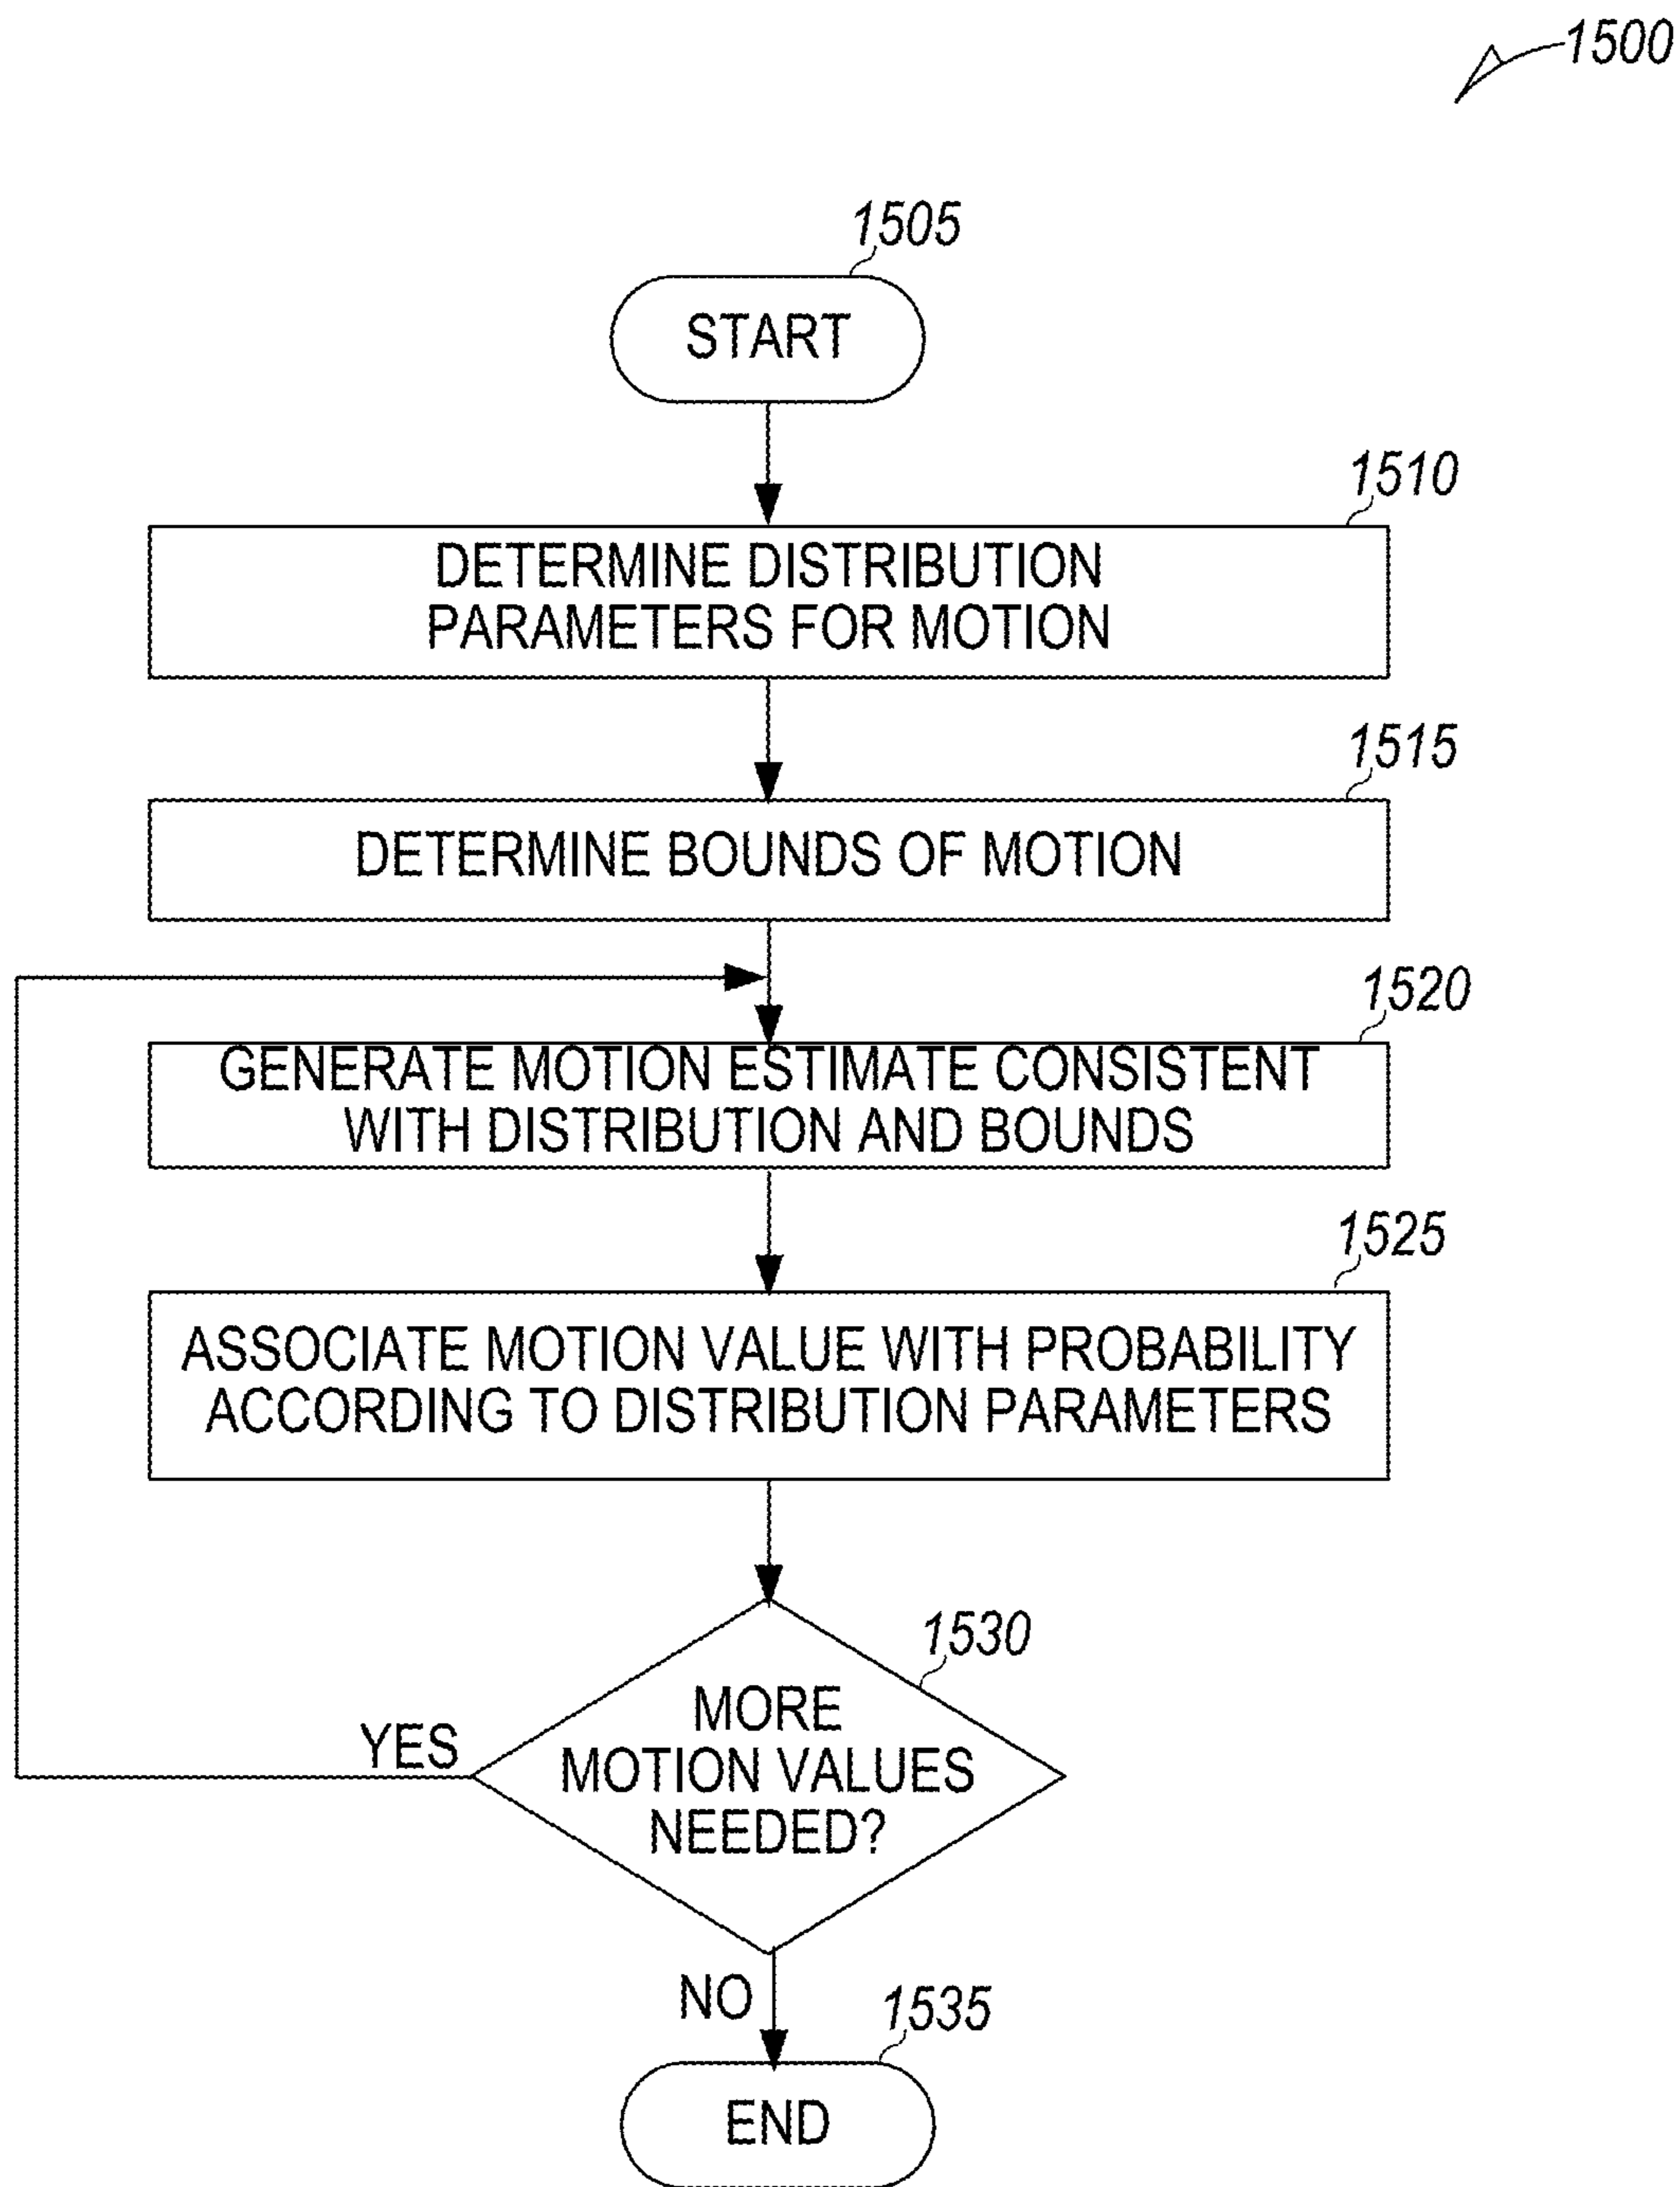 1500
1505
START
1510
DETERMINE DISTRIBUTION
PARAMETERS FOR MOTION
1515
DETERMINE BOUNDS OF MOTION
1520
GENERATE MOTION ESTIMATE CONSISTENT
WITH DISTRIBUTION AND BOUNDS
1525
ASSOCIATE MOTION VALUE WITH PROBABILITY
ACCORDING TO DISTRIBUTION PARAMETERS
1530
MORE
MOTION VALUES
NEEDED?
YES
NO
1535
END